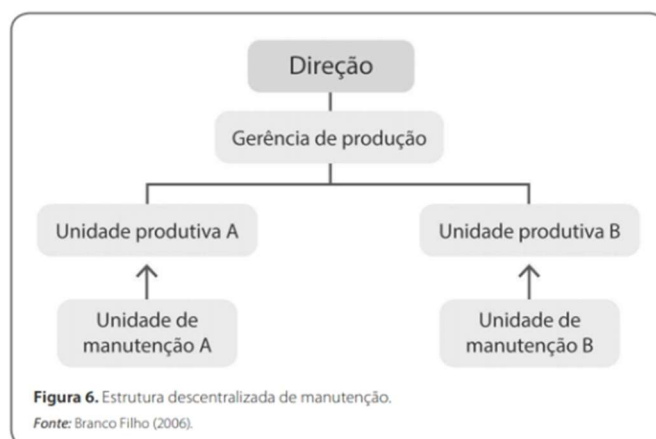 Direção
Gerência de produção
Unidade produtiva A
Unidade produtiva B
Unidade de
manutenção A
Unidade de
manutenção B
Figura 6. Estrutura descentralizada de manutenção.
Fonte: Branco Filho (2006).